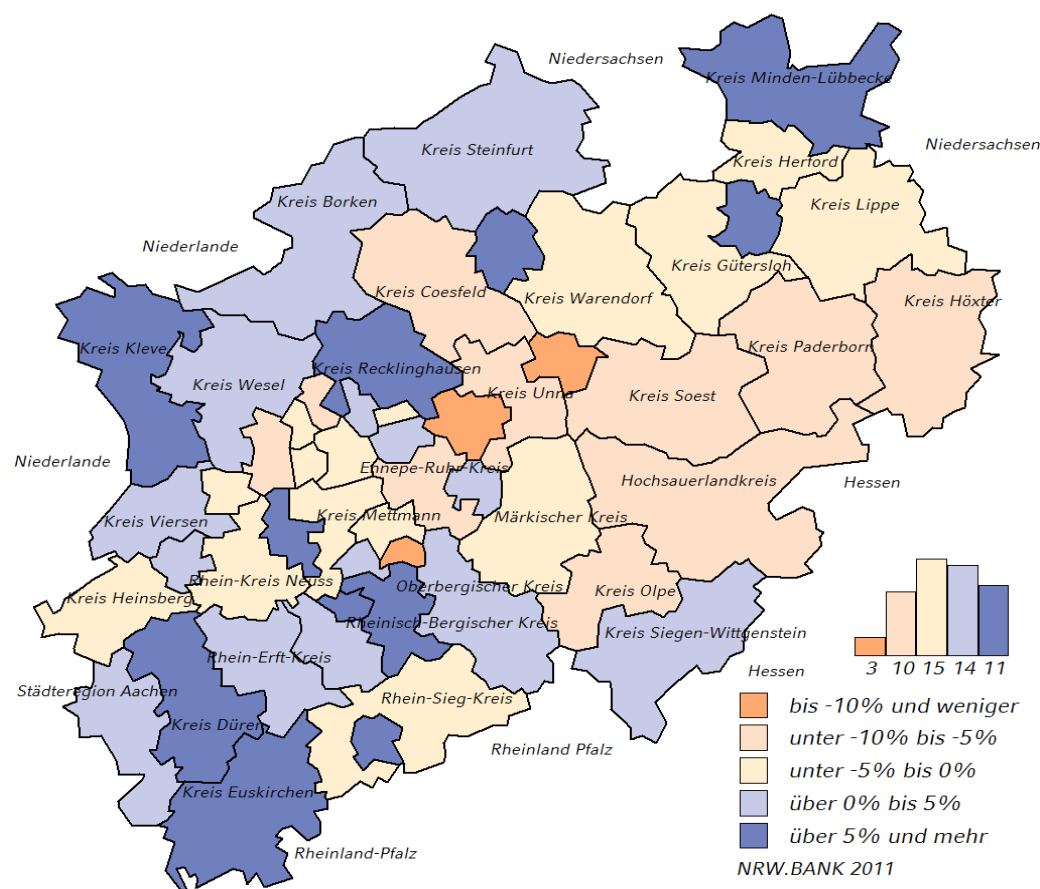 Niedersachsen
Kreis Minden-Lübbecke
Kreis Steinfurt
Kreis Herford
Niedersachsen
Kreis Borken
Kreis Lippe
Niederlande
Kreis Gütersloh
Kreis Coesfeld
Kreis Warendorf
Kreis Höxter
Kreis Kleve
Kreis Paderborn
Kreis Recklinghausen
Kreis Wesel
Kreis Unna
Kreis Soest
Niederlande
Ennepe-Ruhr-Kreis
Hochsauerlandkreis
Hessen
Kreis Viersen
Kreis Mettmann
Märkischer Kreis
Rhein-Kreis Neuss
Oberbergischer Kreis
Kreis Heinsberg
Kreis Olpe
Rheinisch-Bergischer Kreis
Kreis Siegen-Wittgenstein
Rhein-Erft-Kreis
3 10 15 14 11
Hessen
Städteregion Aachen
Rhein-Sieg-Kreis
bis -10% und weniger
Kreis Düren
unter -10% bis -5%
Rheinland Pfalz
unter -5% bis 0%
Kreis Euskirchen
über 0% bis 5%
über 5% und mehr
Rheinland-Pfalz
NRW.BANK 2011